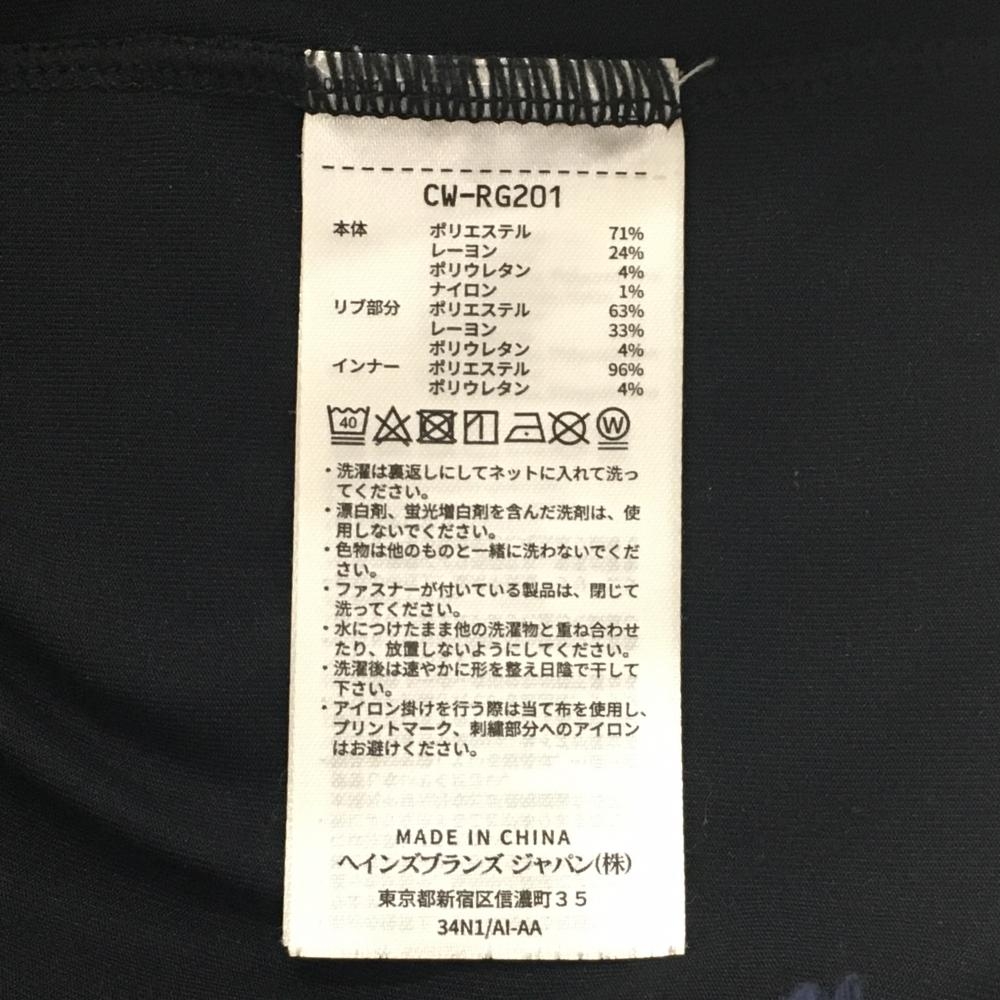 CW-RG201
本体 ポリエステル 71%
レーヨン 24%
ポリウレタン 4%
ナイロン 1%
リブ部分 ポリエステル 63%
レーヨン 33%
ポリウレタン 4%
インナー ポリエステル 96%
ポリウレタン 4%
40 W
・洗濯は裏返しにしてネットに入れて洗っ
てください。
・漂白剤、蛍光増白剤を含んだ洗剤は、使
用しないでください。
・色物は他のものと一緒に洗わないでくだ
さい。
・ファスナーが付いている製品は、閉じて
洗ってください。
・水につけたまま他の洗濯物と重ね合わせ
たり、放置しないようにしてください。
・洗濯後は速やかに形を整え日陰で干して
下さい。
・アイロン掛けを行う際は当て布を使用し、
プリントマーク、刺繍部分へのアイロン
はお避けください。
MADE IN CHINA
ヘインズブランズ ジャパン(株)
東京都新宿区信濃町35
34N1/AI-AA